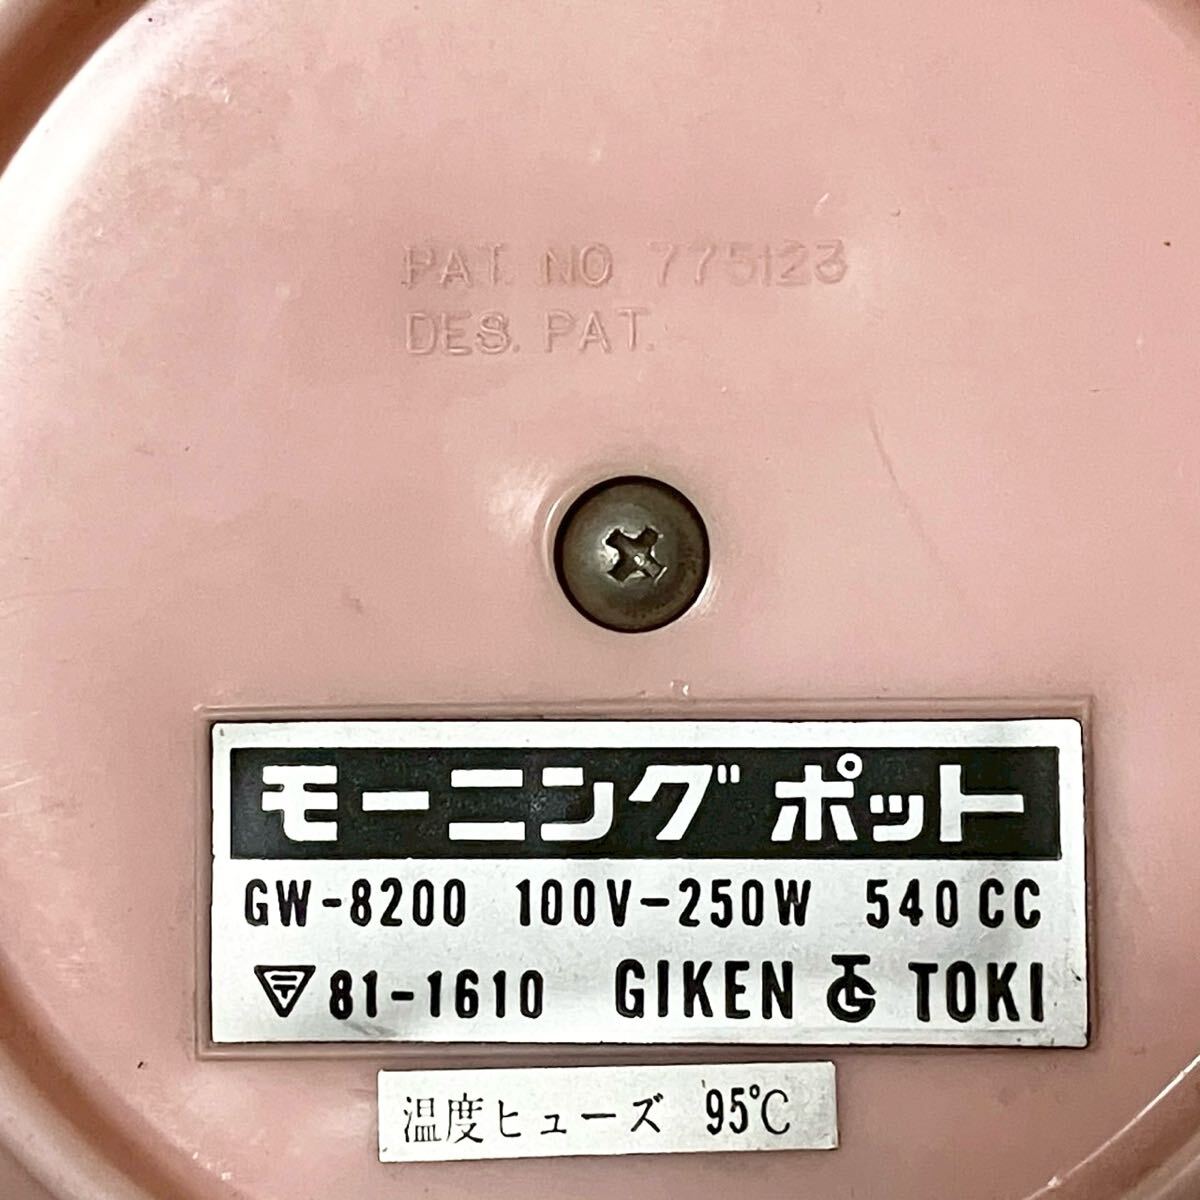 PAT. NO 775123
DES. PAT.
モーニングポット
GW-8200 100V-250W 540CC
〒 81-1610 GIKEN TG TOKI
温度ヒューズ 95℃